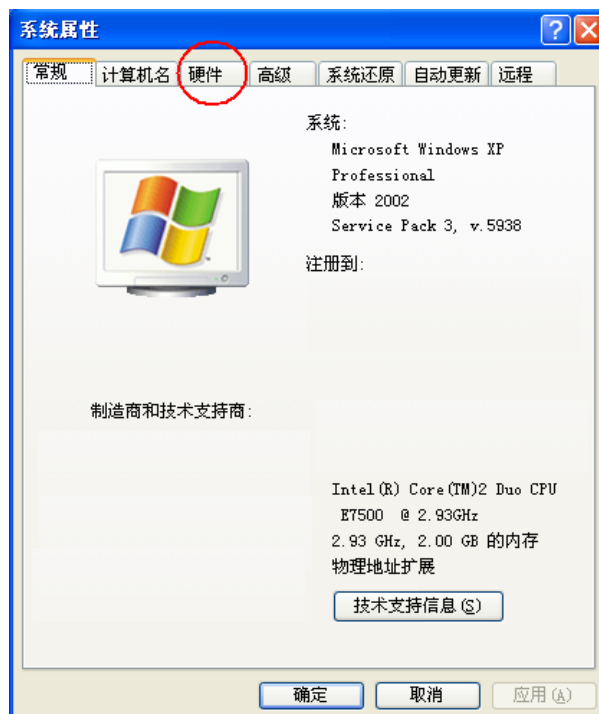 系统属性
常规 计算机名 硬件 高级 系统还原 自动更新 远程
系统:
Microsoft Windows XP
Professional
版本 2002
Service Pack 3, v.5938
注册到:
制造商和技术支持商:
Intel(R) Core(TM)2 Duo CPU
E7500 @ 2.93GHz
2.93 GHz, 2.00 GB 的内存
物理地址扩展
技术支持信息(S)
确定 取消 应用(A)